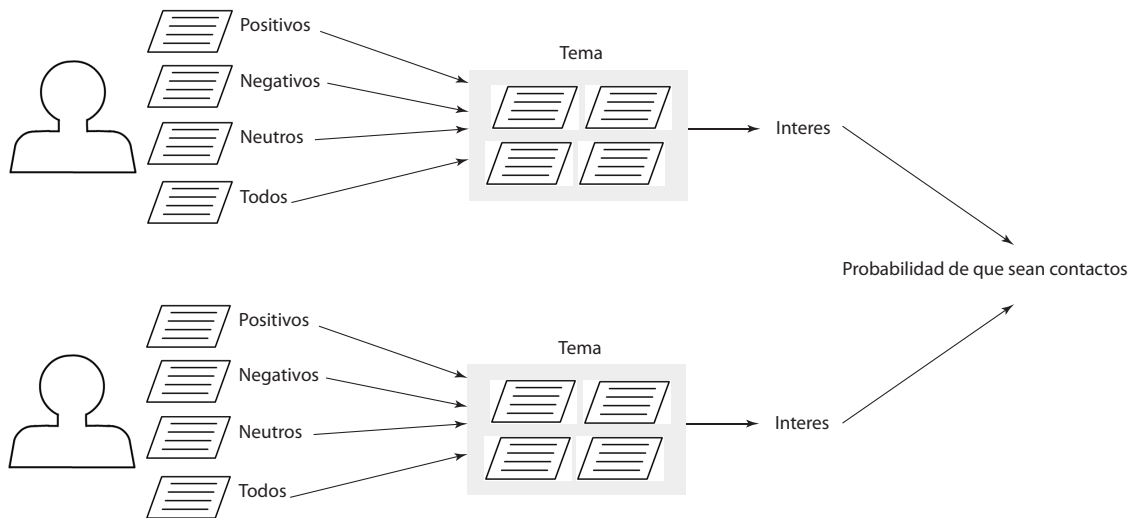 Positivos
Tema
Negativos
Neutros
Interes
Todos
Probabilidad de que sean contactos
Positivos
Tema
Negativos
Neutros
Interes
Todos